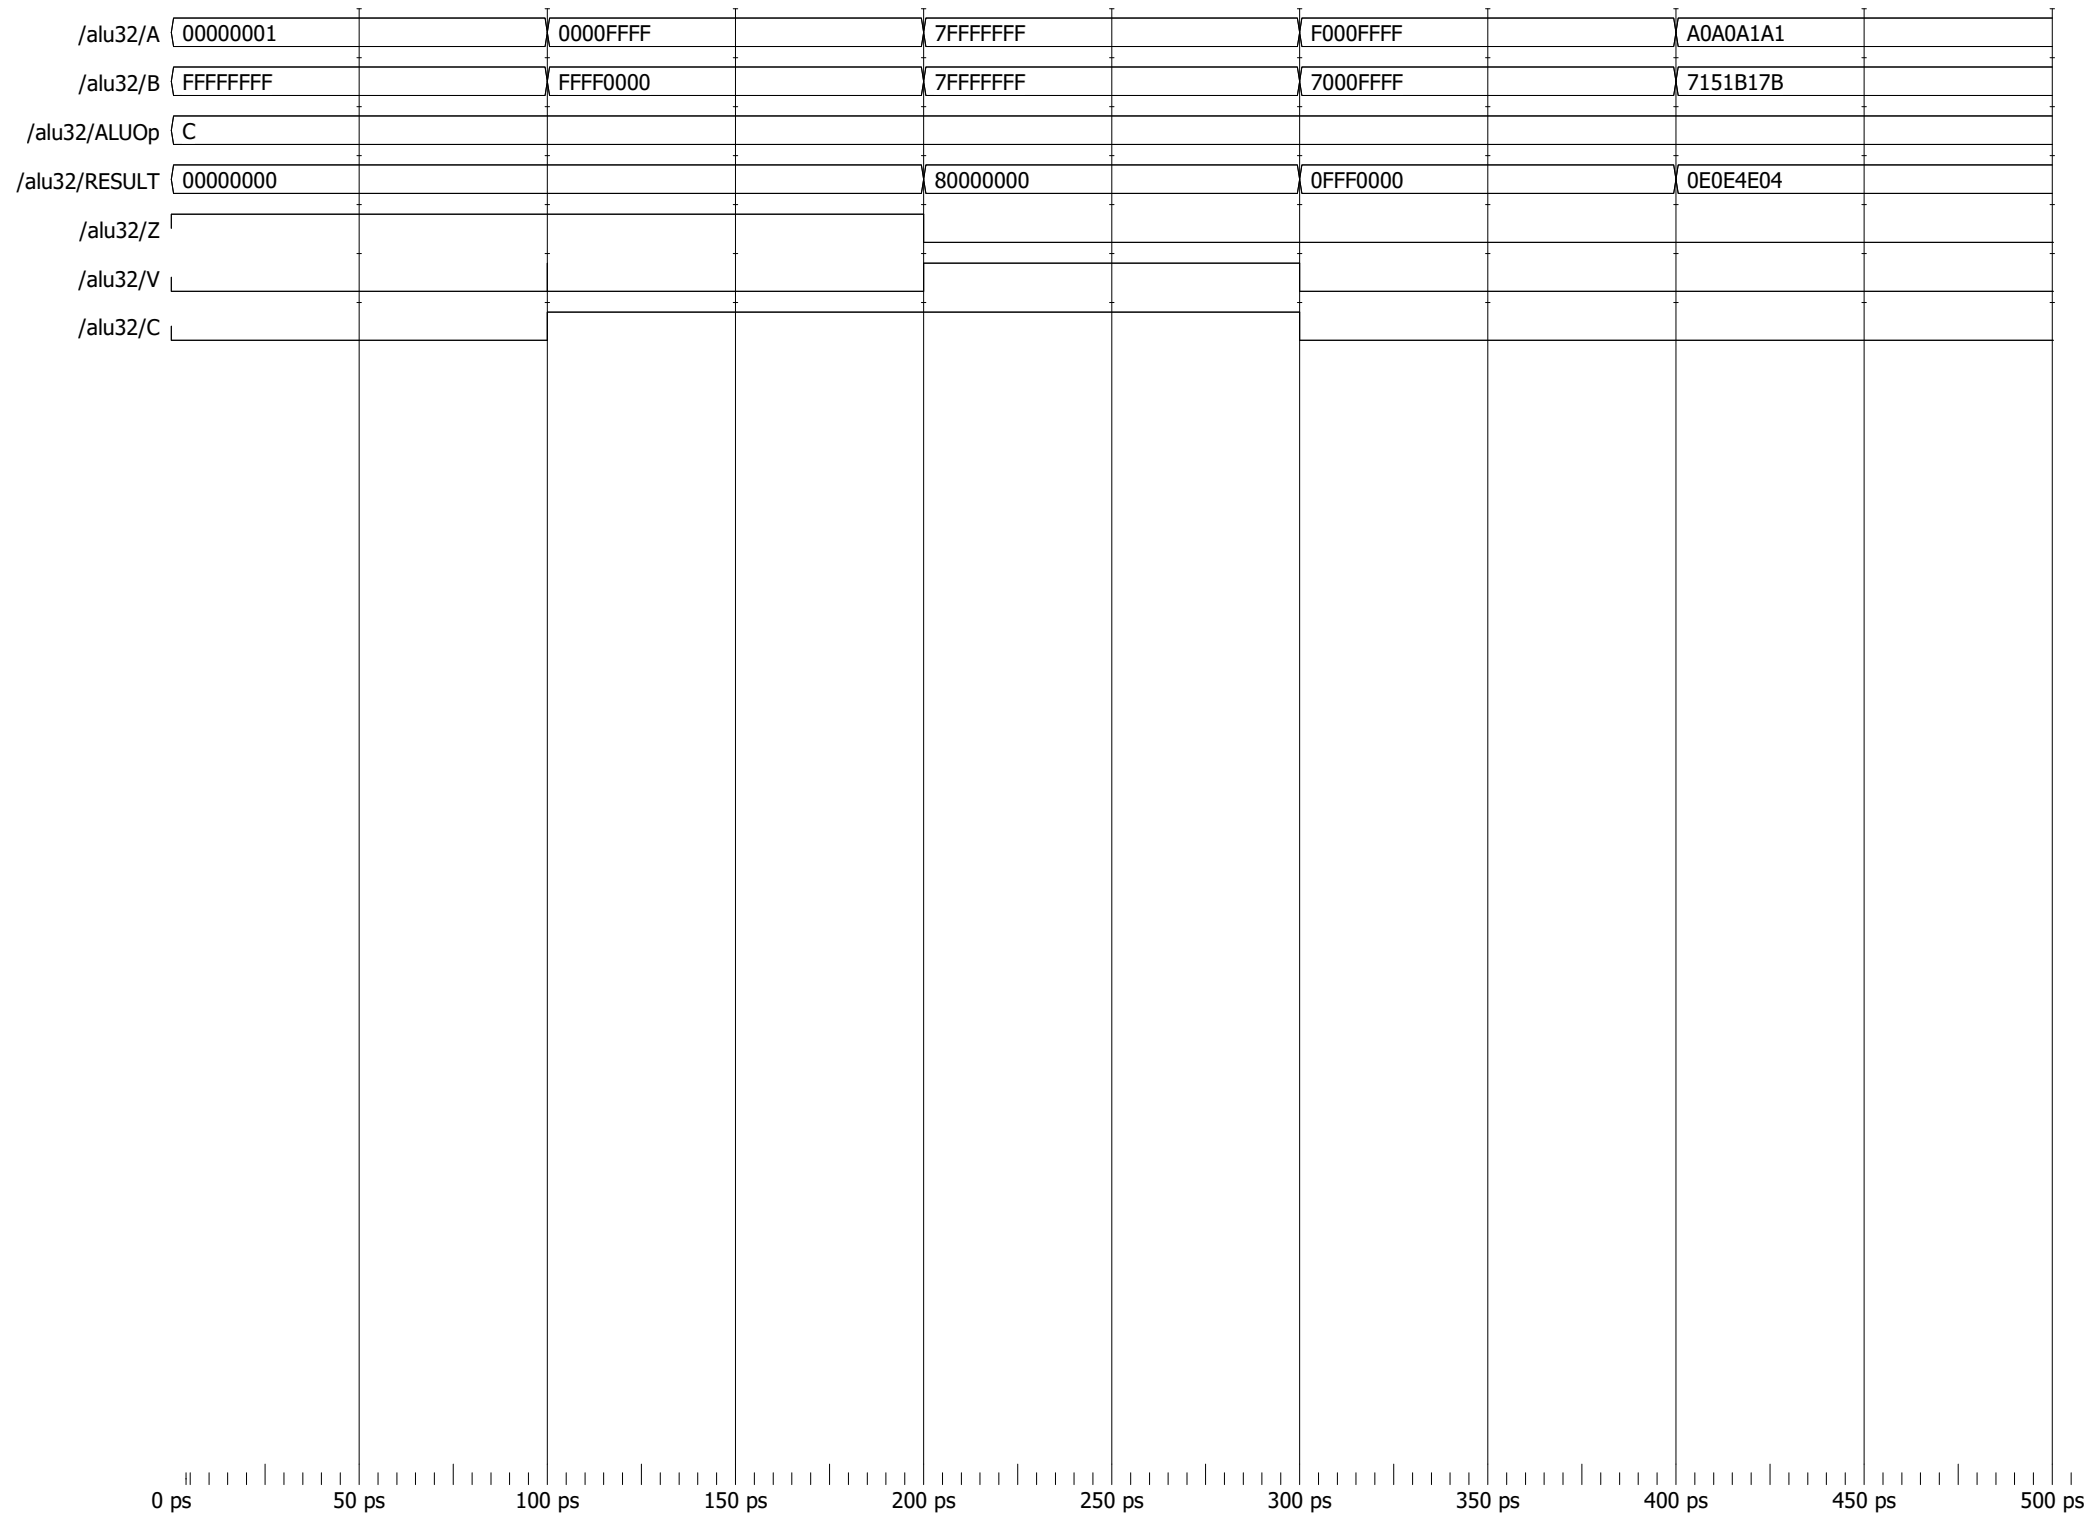 /alu32/A 00000001 0000FFFF 7FFFFFFF F000FFFF A0A0A1A1
/alu32/B FFFFFFFF FFFF0000 7FFFFFFF 7000FFFF 7151B17B
/alu32/ALUOp C
/alu32/RESULT 00000000 80000000 0FFF0000 0E0E4E04
/alu32/Z
/alu32/V
/alu32/C
0 ps 50 ps 100 ps 150 ps 200 ps 250 ps 300 ps 350 ps 400 ps 450 ps 500 ps